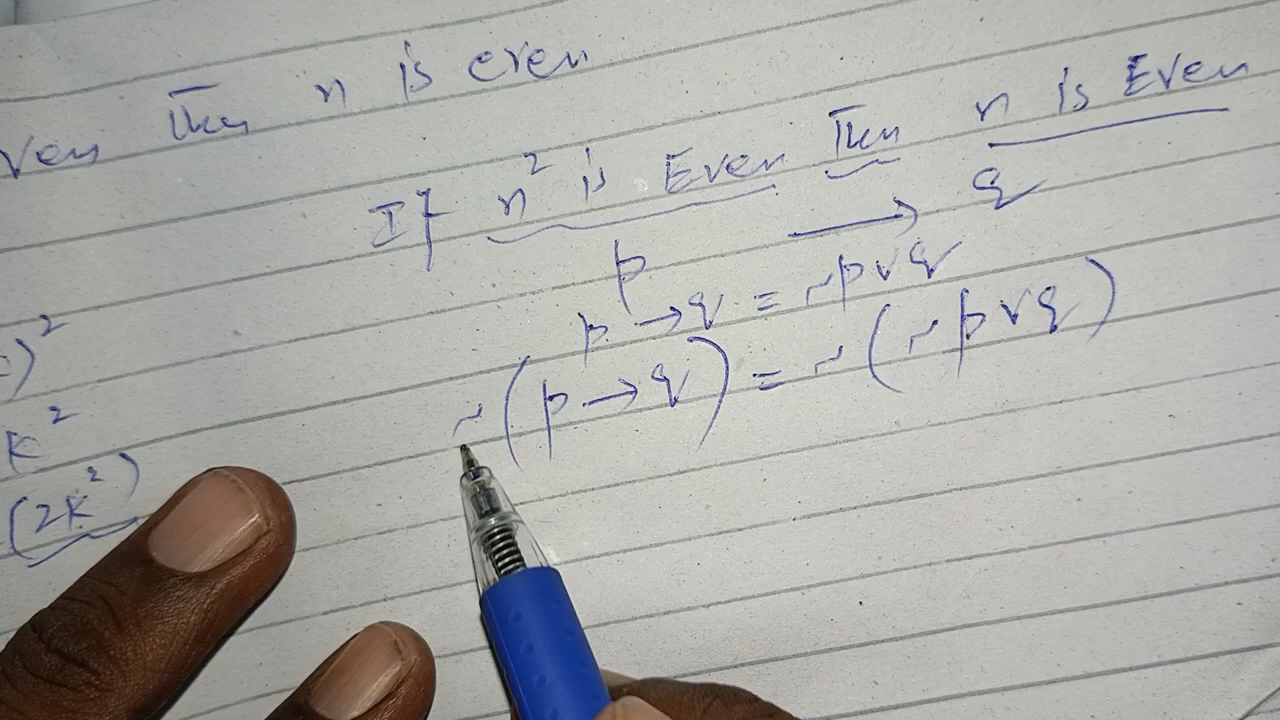 ven then n is even
If n² is Even Then n is Even
p → q
p → q = ~p∨q
~(p → q) = ~(~p∨q)
)²
k²
(2k²)